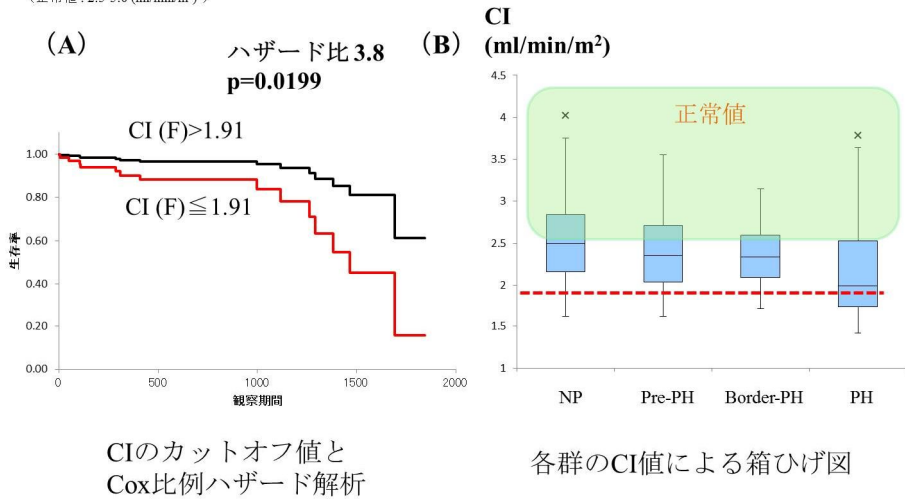 (A)
ハザード比 3.8
p=0.0199
CI (F)>1.91
CI (F)≦1.91
1.00
0.80
0.60
0.40
0.20
0.00
生存率
0
500
1000
1500
2000
観察期間
CIのカットオフ値と
Cox比例ハザード解析
(B)
CI
(ml/min/m²)
正常値
4.5
4
3.5
3
2.5
2
1.5
1
NP
Pre-PH
Border-PH
PH
各群のCI値による箱ひげ図